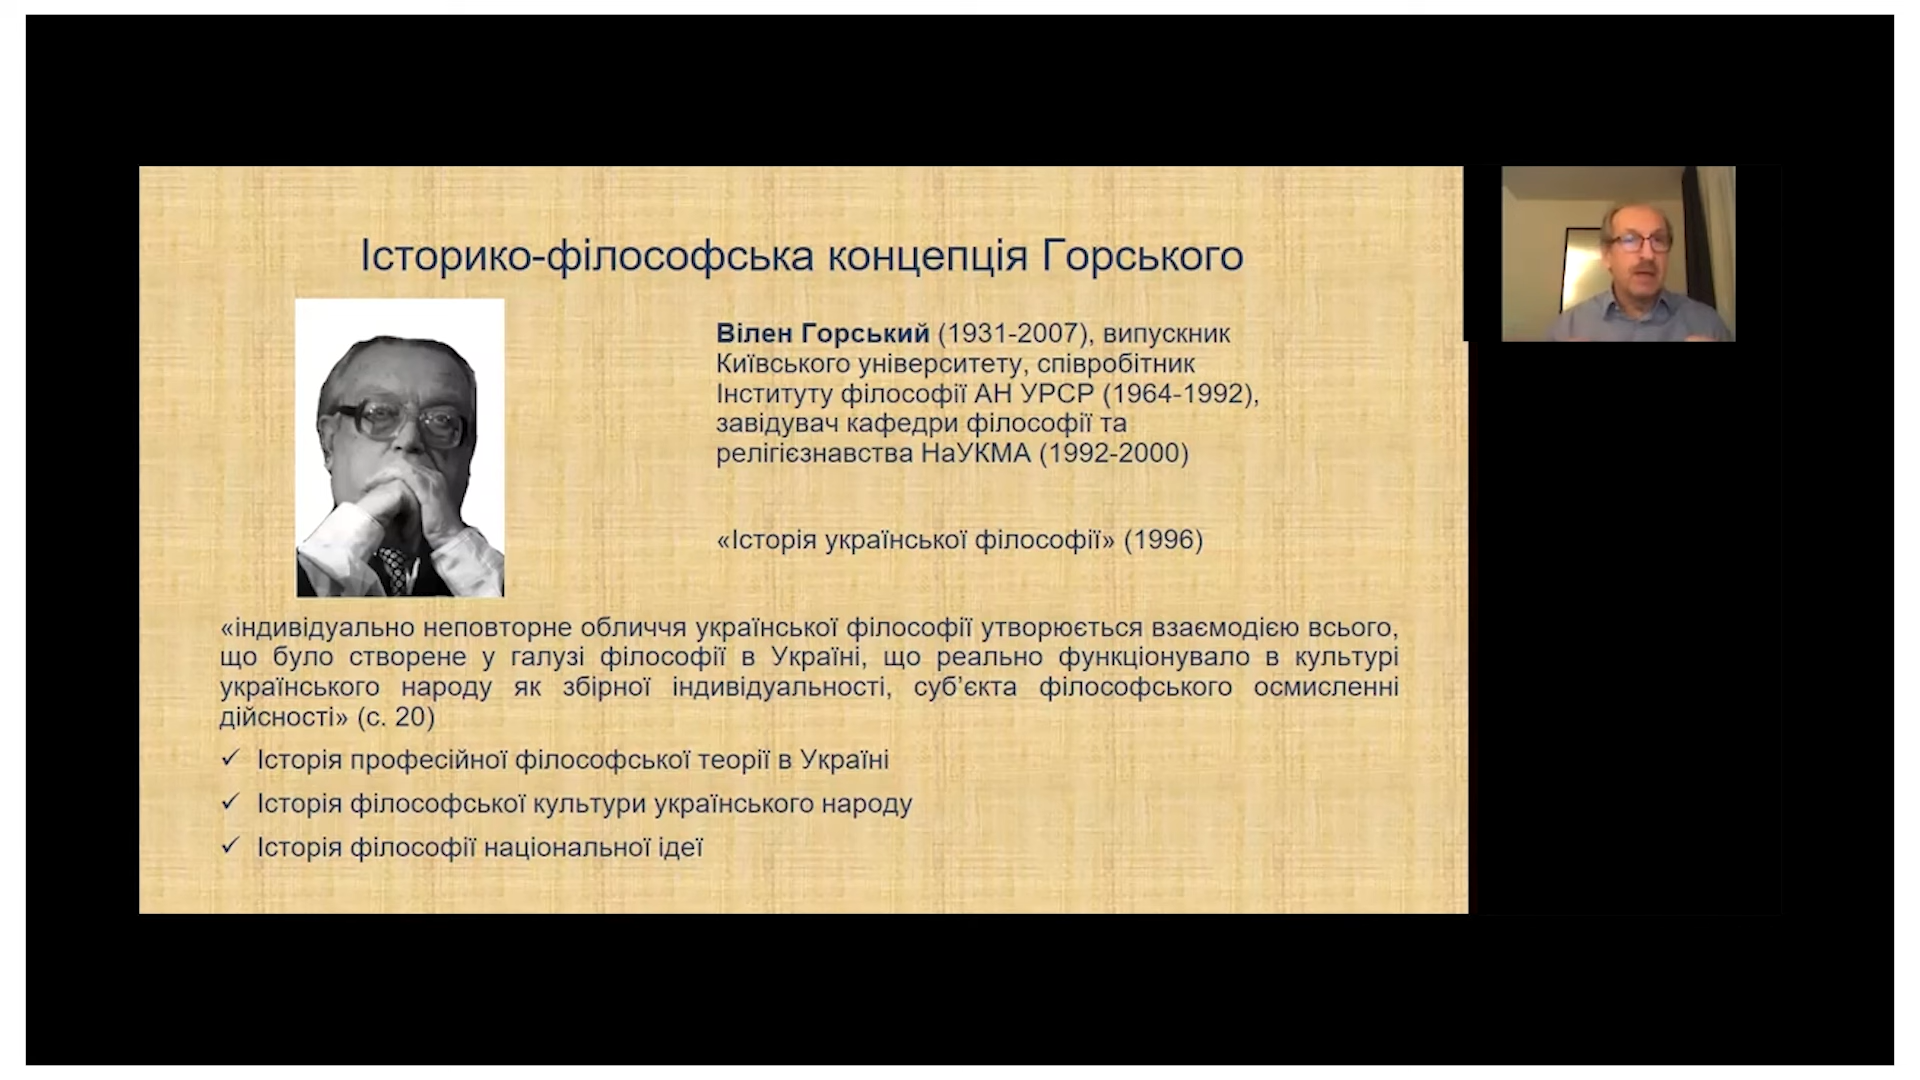 Історико-філософська концепція Горського
Вілен Горський (1931-2007), випускник
Київського університету, співробітник
Інституту філософії АН УРСР (1964-1992),
завідувач кафедри філософії та
релігієзнавства НаУКМА (1992-2000)
«Історія української філософії» (1996)
«індивідуально неповторне обличчя української філософії утворюється взаємодією всього,
що було створене у галузі філософії в Україні, що реально функціонувало в культурі
українського народу як збірної індивідуальності, суб’єкта філософського осмисленні
дійсності» (с. 20)
✓ Історія професійної філософської теорії в Україні
✓ Історія філософської культури українського народу
✓ Історія філософії національної ідеї